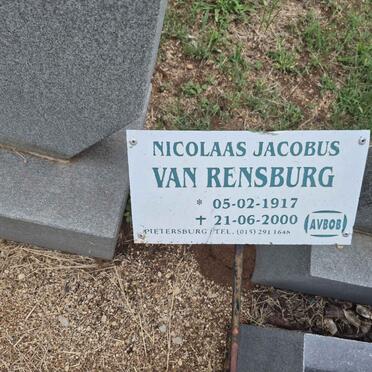 NICOLAAS JACOBUS
VAN RENSBURG
* 05-02-1917
✝ 21-06-2000
AVBOB
PIETERSBURG / TEL. (015) 291 1648